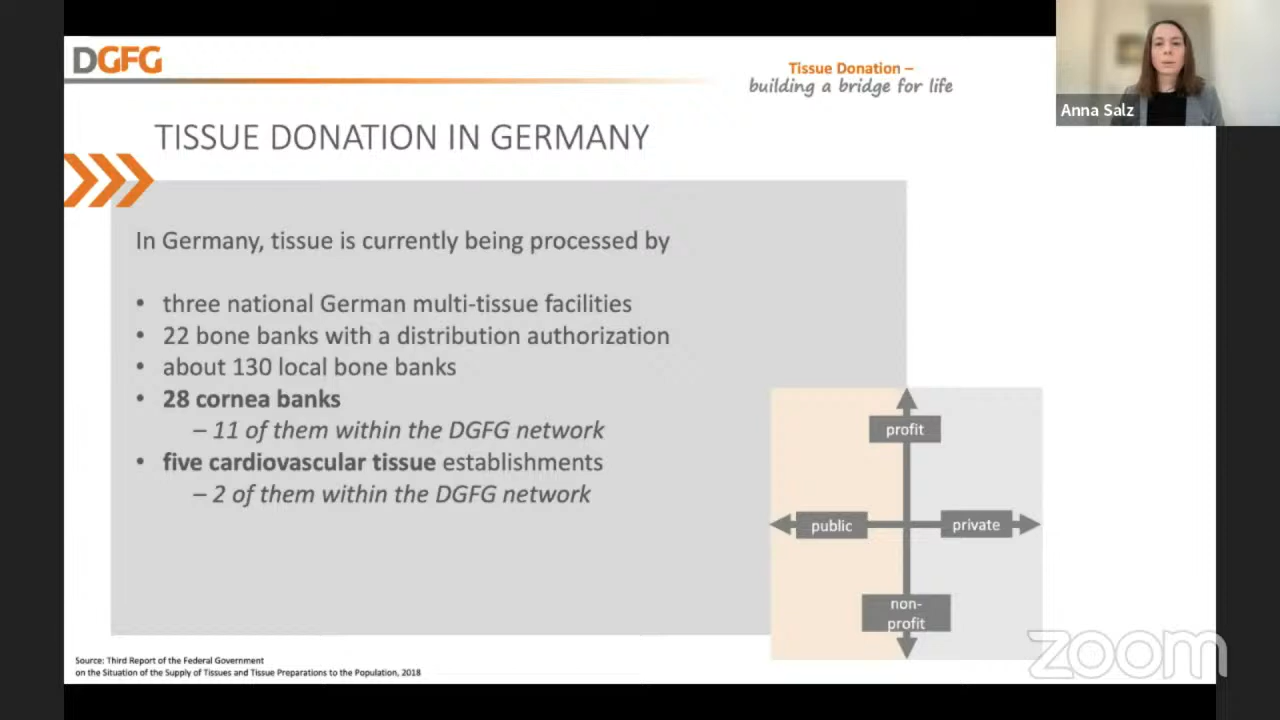 DGFG
Tissue Donation –
building a bridge for life
Anna Salz
TISSUE DONATION IN GERMANY
In Germany, tissue is currently being processed by
• three national German multi-tissue facilities
• 22 bone banks with a distribution authorization
• about 130 local bone banks
• 28 cornea banks
– 11 of them within the DGFG network
• five cardiovascular tissue establishments
– 2 of them within the DGFG network
profit
public
private
non-
profit
Source: Third Report of the Federal Government
on the Situation of the Supply of Tissues and Tissue Preparations to the Population, 2018
zoom